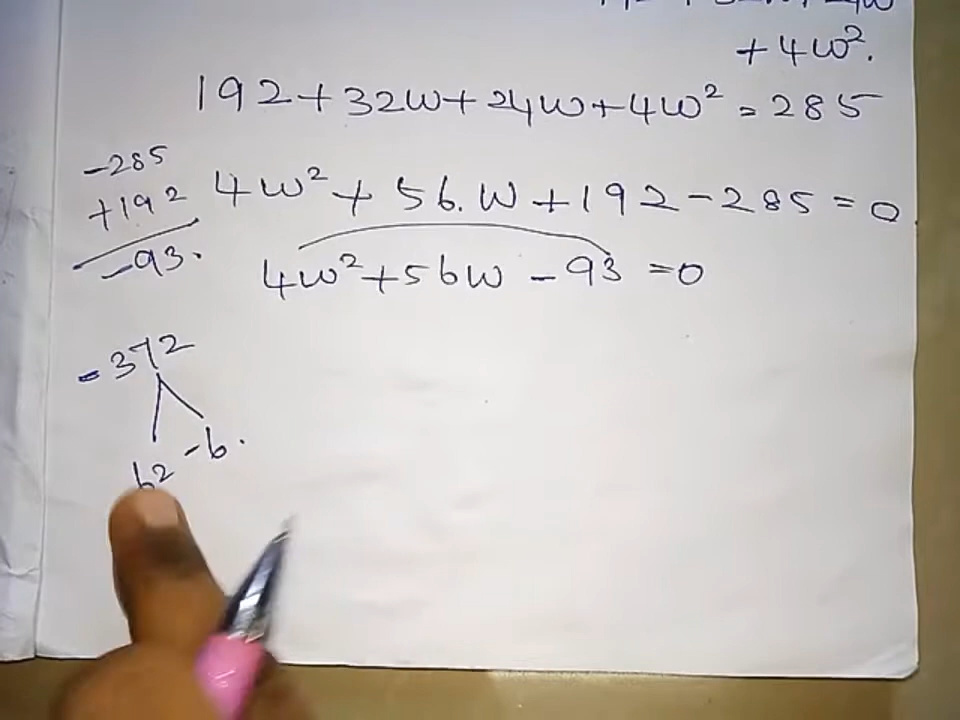 + 4w².
192 + 32w + 24w + 4w² = 285
-285
+192
-93.
4w² + 56.w + 192 - 285 = 0
4w² + 56w - 93 = 0
-372
62 -6.